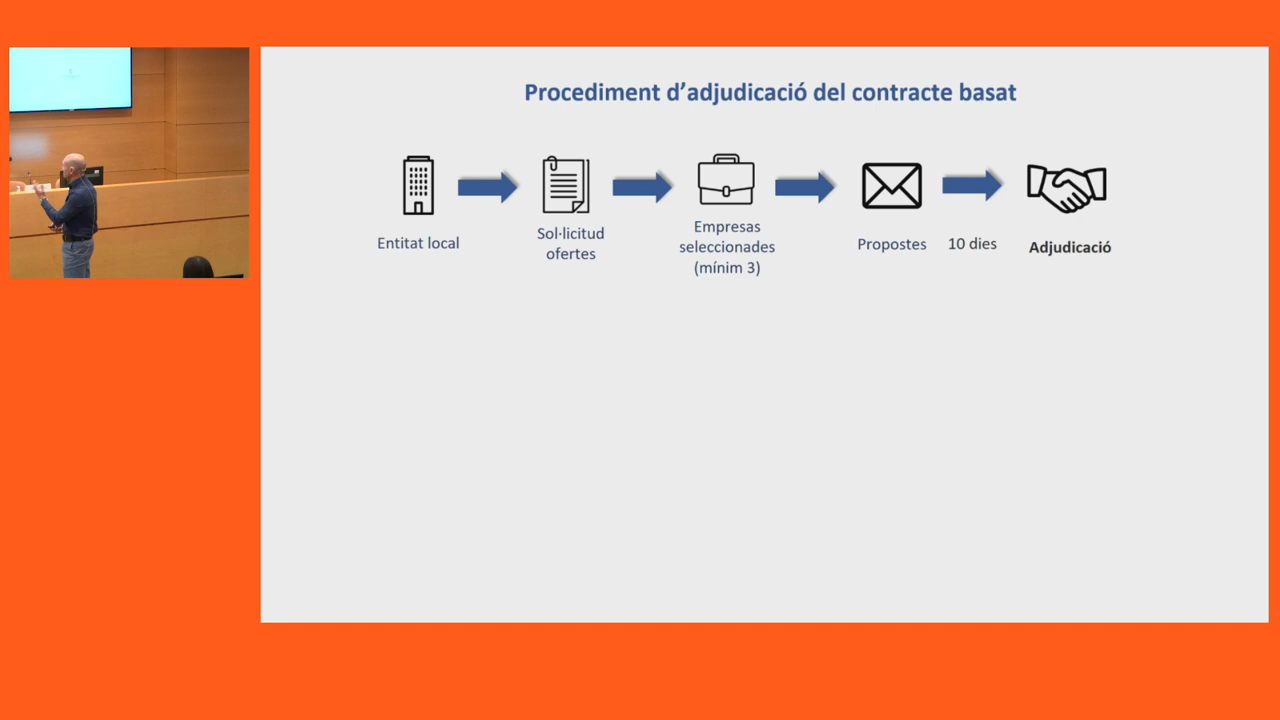 Procediment d'adjudicació del contracte basat
Entitat local
Sol·licitud
ofertes
Empresas
seleccionades
(mínim 3)
Propostes
10 dies
Adjudicació